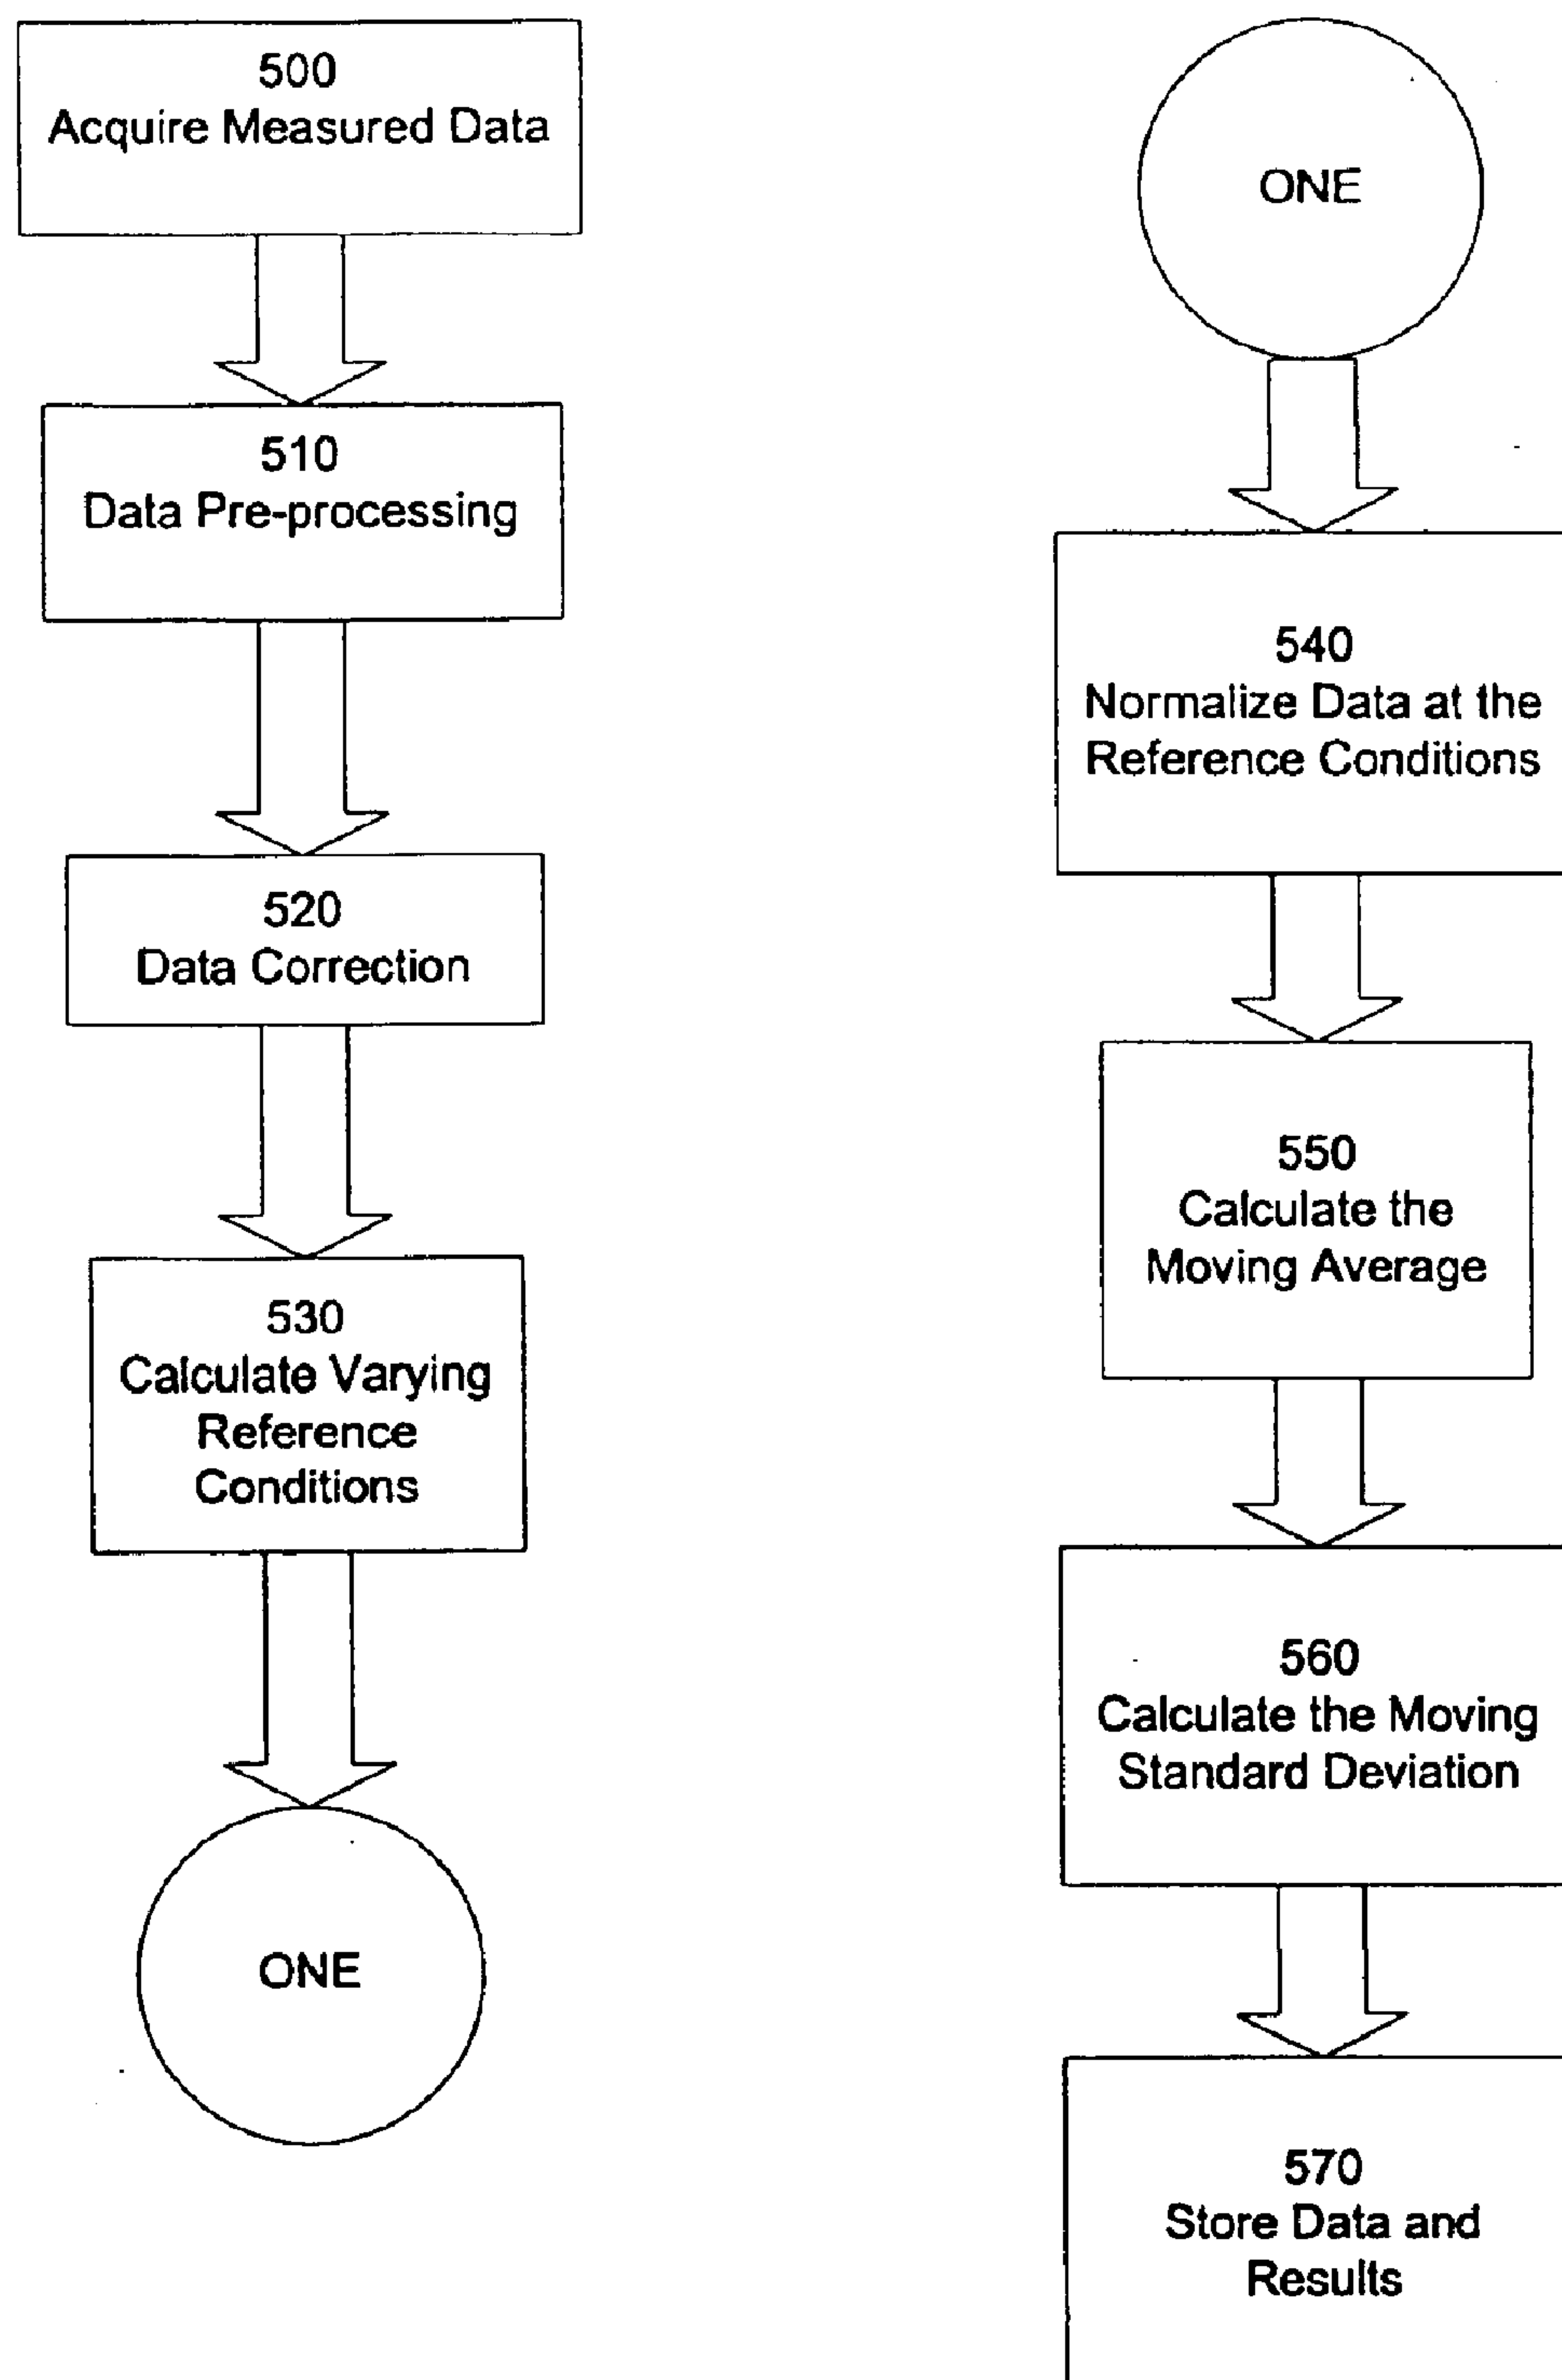 500
Acquire Measured Data
510
Data Pre-processing
520
Data Correction
530
Calculate Varying
Reference
Conditions
ONE
ONE
540
Normalize Data at the
Reference Conditions
550
Calculate the
Moving Average
560
Calculate the Moving
Standard Deviation
570
Store Data and
Results